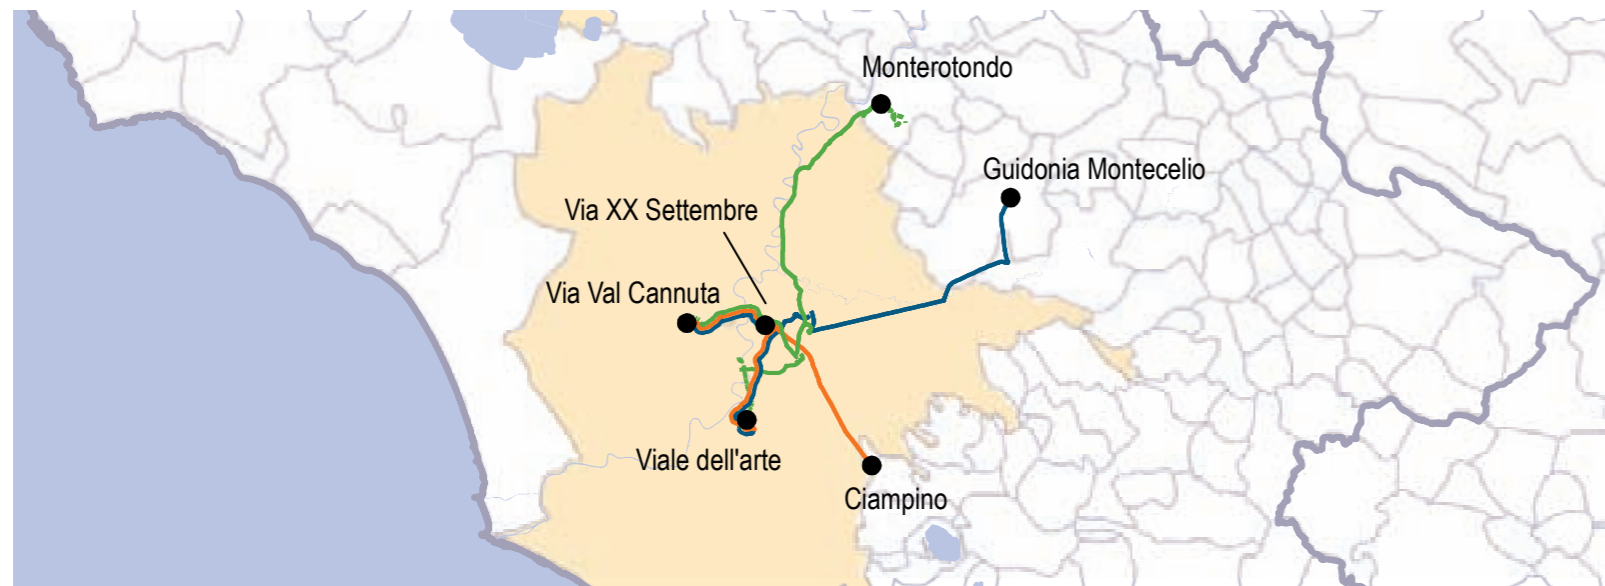 Monterotondo
Guidonia Montecelio
Via XX Settembre
Via Val Cannuta
Viale dell'arte
Ciampino